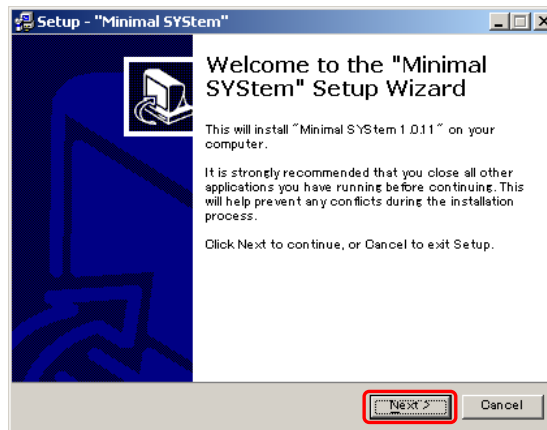 Setup - "Minimal SYStem"
Welcome to the "Minimal
SYStem" Setup Wizard
This will install "Minimal SYStem 1.0.11" on your
computer.
It is strongly recommended that you close all other
applications you have running before continuing. This
will help prevent any conflicts during the installation
process.
Click Next to continue, or Cancel to exit Setup.
Next >
Cancel